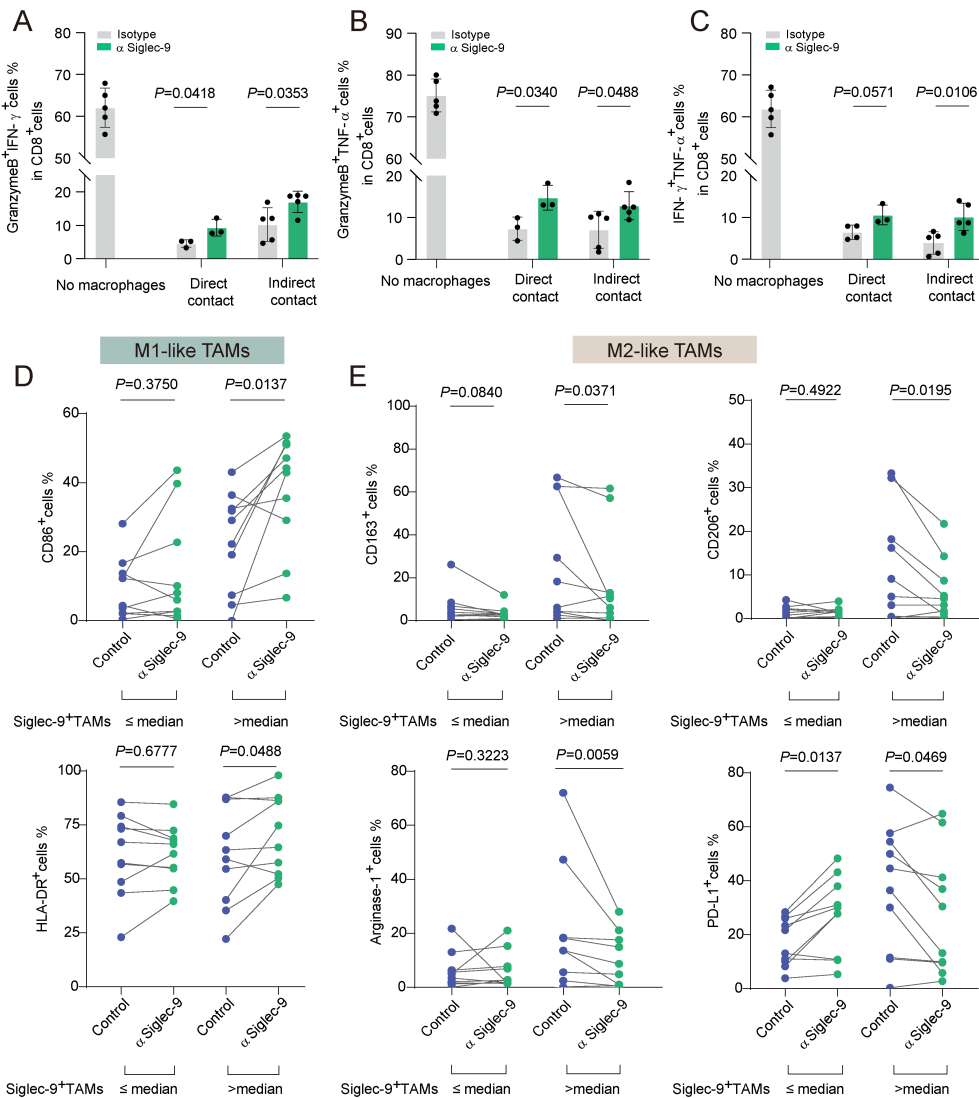 A
Isotype
α Siglec-9
GranzymeB+IFN-γ+cells %
in CD8+cells
80
70
60
50
20
10
0
P=0.0418
P=0.0353
No macrophages
Direct
contact
Indirect
contact
B
Isotype
α Siglec-9
GranzymeB+TNF-α+cells %
in CD8+cells
90
80
70
60
20
10
0
P=0.0340
P=0.0488
No macrophages
Direct
contact
Indirect
contact
C
Isotype
α Siglec-9
IFN-γ+TNF-α+cells %
in CD8+cells
80
70
60
50
20
10
0
P=0.0571
P=0.0106
No macrophages
Direct
contact
Indirect
contact
M1-like TAMs
M2-like TAMs
D
P=0.3750
P=0.0137
CD86+cells %
60
40
20
0
Control
α Siglec-9
Control
α Siglec-9
Siglec-9+TAMs
≤ median
>median
E
P=0.0840
P=0.0371
CD163+cells %
100
80
60
40
20
0
Control
α Siglec-9
Control
α Siglec-9
Siglec-9+TAMs
≤ median
>median
P=0.4922
P=0.0195
CD206+cells %
50
40
30
20
10
0
Control
α Siglec-9
Control
α Siglec-9
Siglec-9+TAMs
≤ median
>median
P=0.6777
P=0.0488
HLA-DR+cells %
100
75
50
25
0
Control
α Siglec-9
Control
α Siglec-9
Siglec-9+TAMs
≤ median
>median
P=0.3223
P=0.0059
Arginase-1+cells %
80
60
40
20
0
Control
α Siglec-9
Control
α Siglec-9
Siglec-9+TAMs
≤ median
>median
P=0.0137
P=0.0469
PD-L1+cells %
80
60
40
20
0
Control
α Siglec-9
Control
α Siglec-9
Siglec-9+TAMs
≤ median
>median